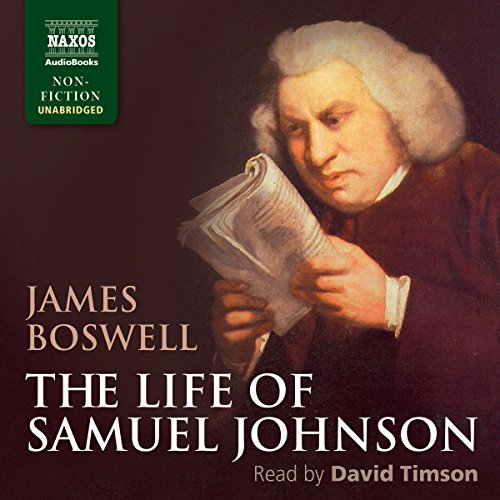 NAXOS
AudioBooks
NON-
FICTION
UNABRIDGED
JAMES
BOSWELL
THE LIFE OF
SAMUEL JOHNSON
Read by David Timson